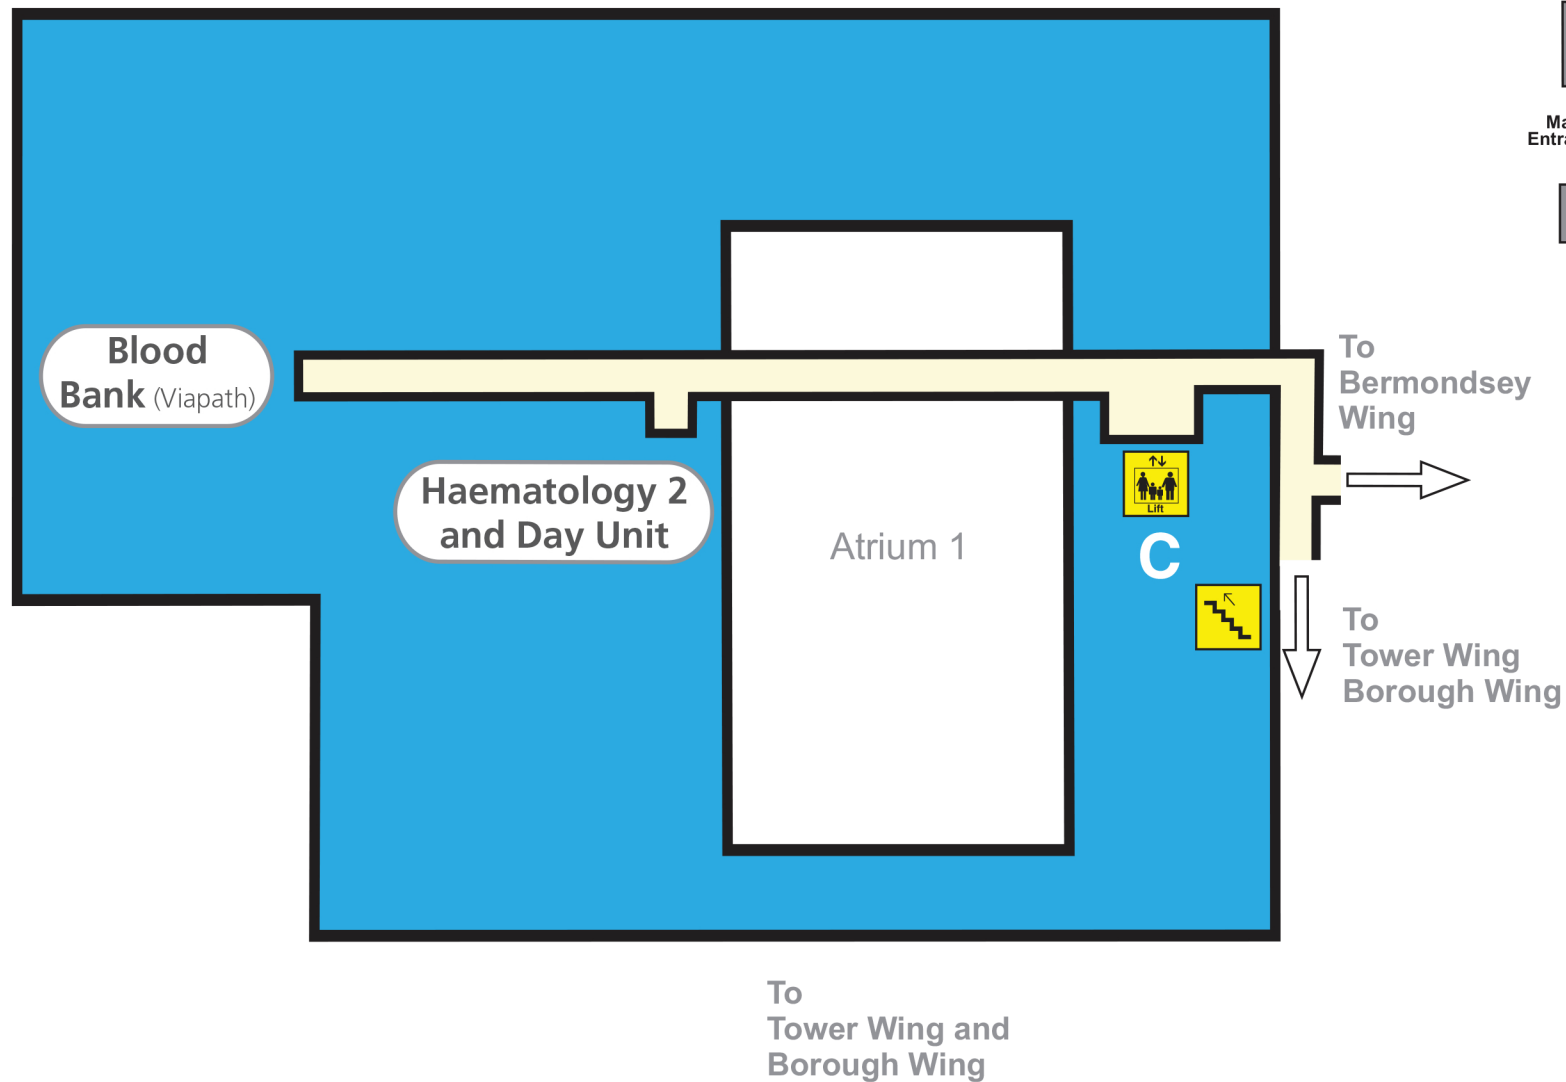 Blood
Bank (Viapath)
Haematology 2
and Day Unit
Atrium 1
Lift
C
To
Bermondsey
Wing
To
Tower Wing
Borough Wing
To
Tower Wing and
Borough Wing